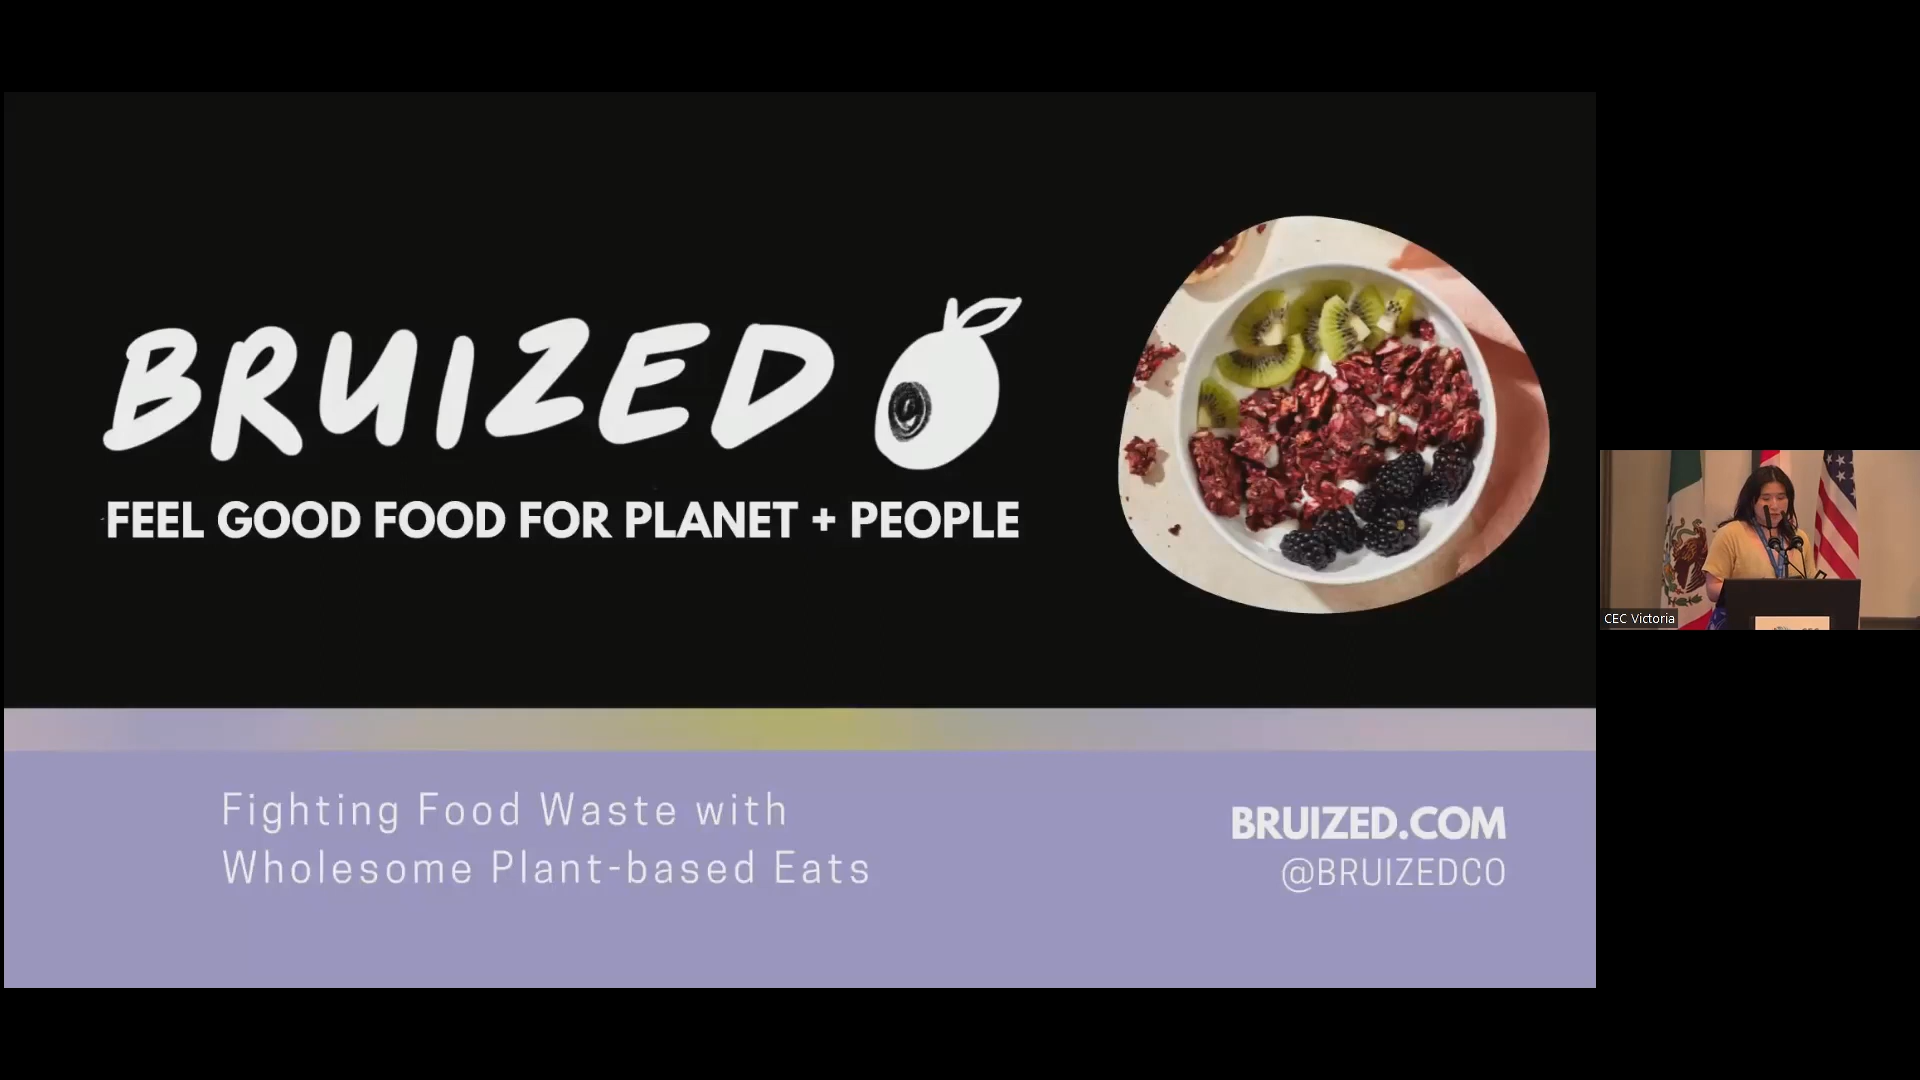 BRUIZED
FEEL GOOD FOOD FOR PLANET + PEOPLE
Fighting Food Waste with
Wholesome Plant-based Eats
BRUIZED.COM
@BRUIZEDCO
CEC Victoria